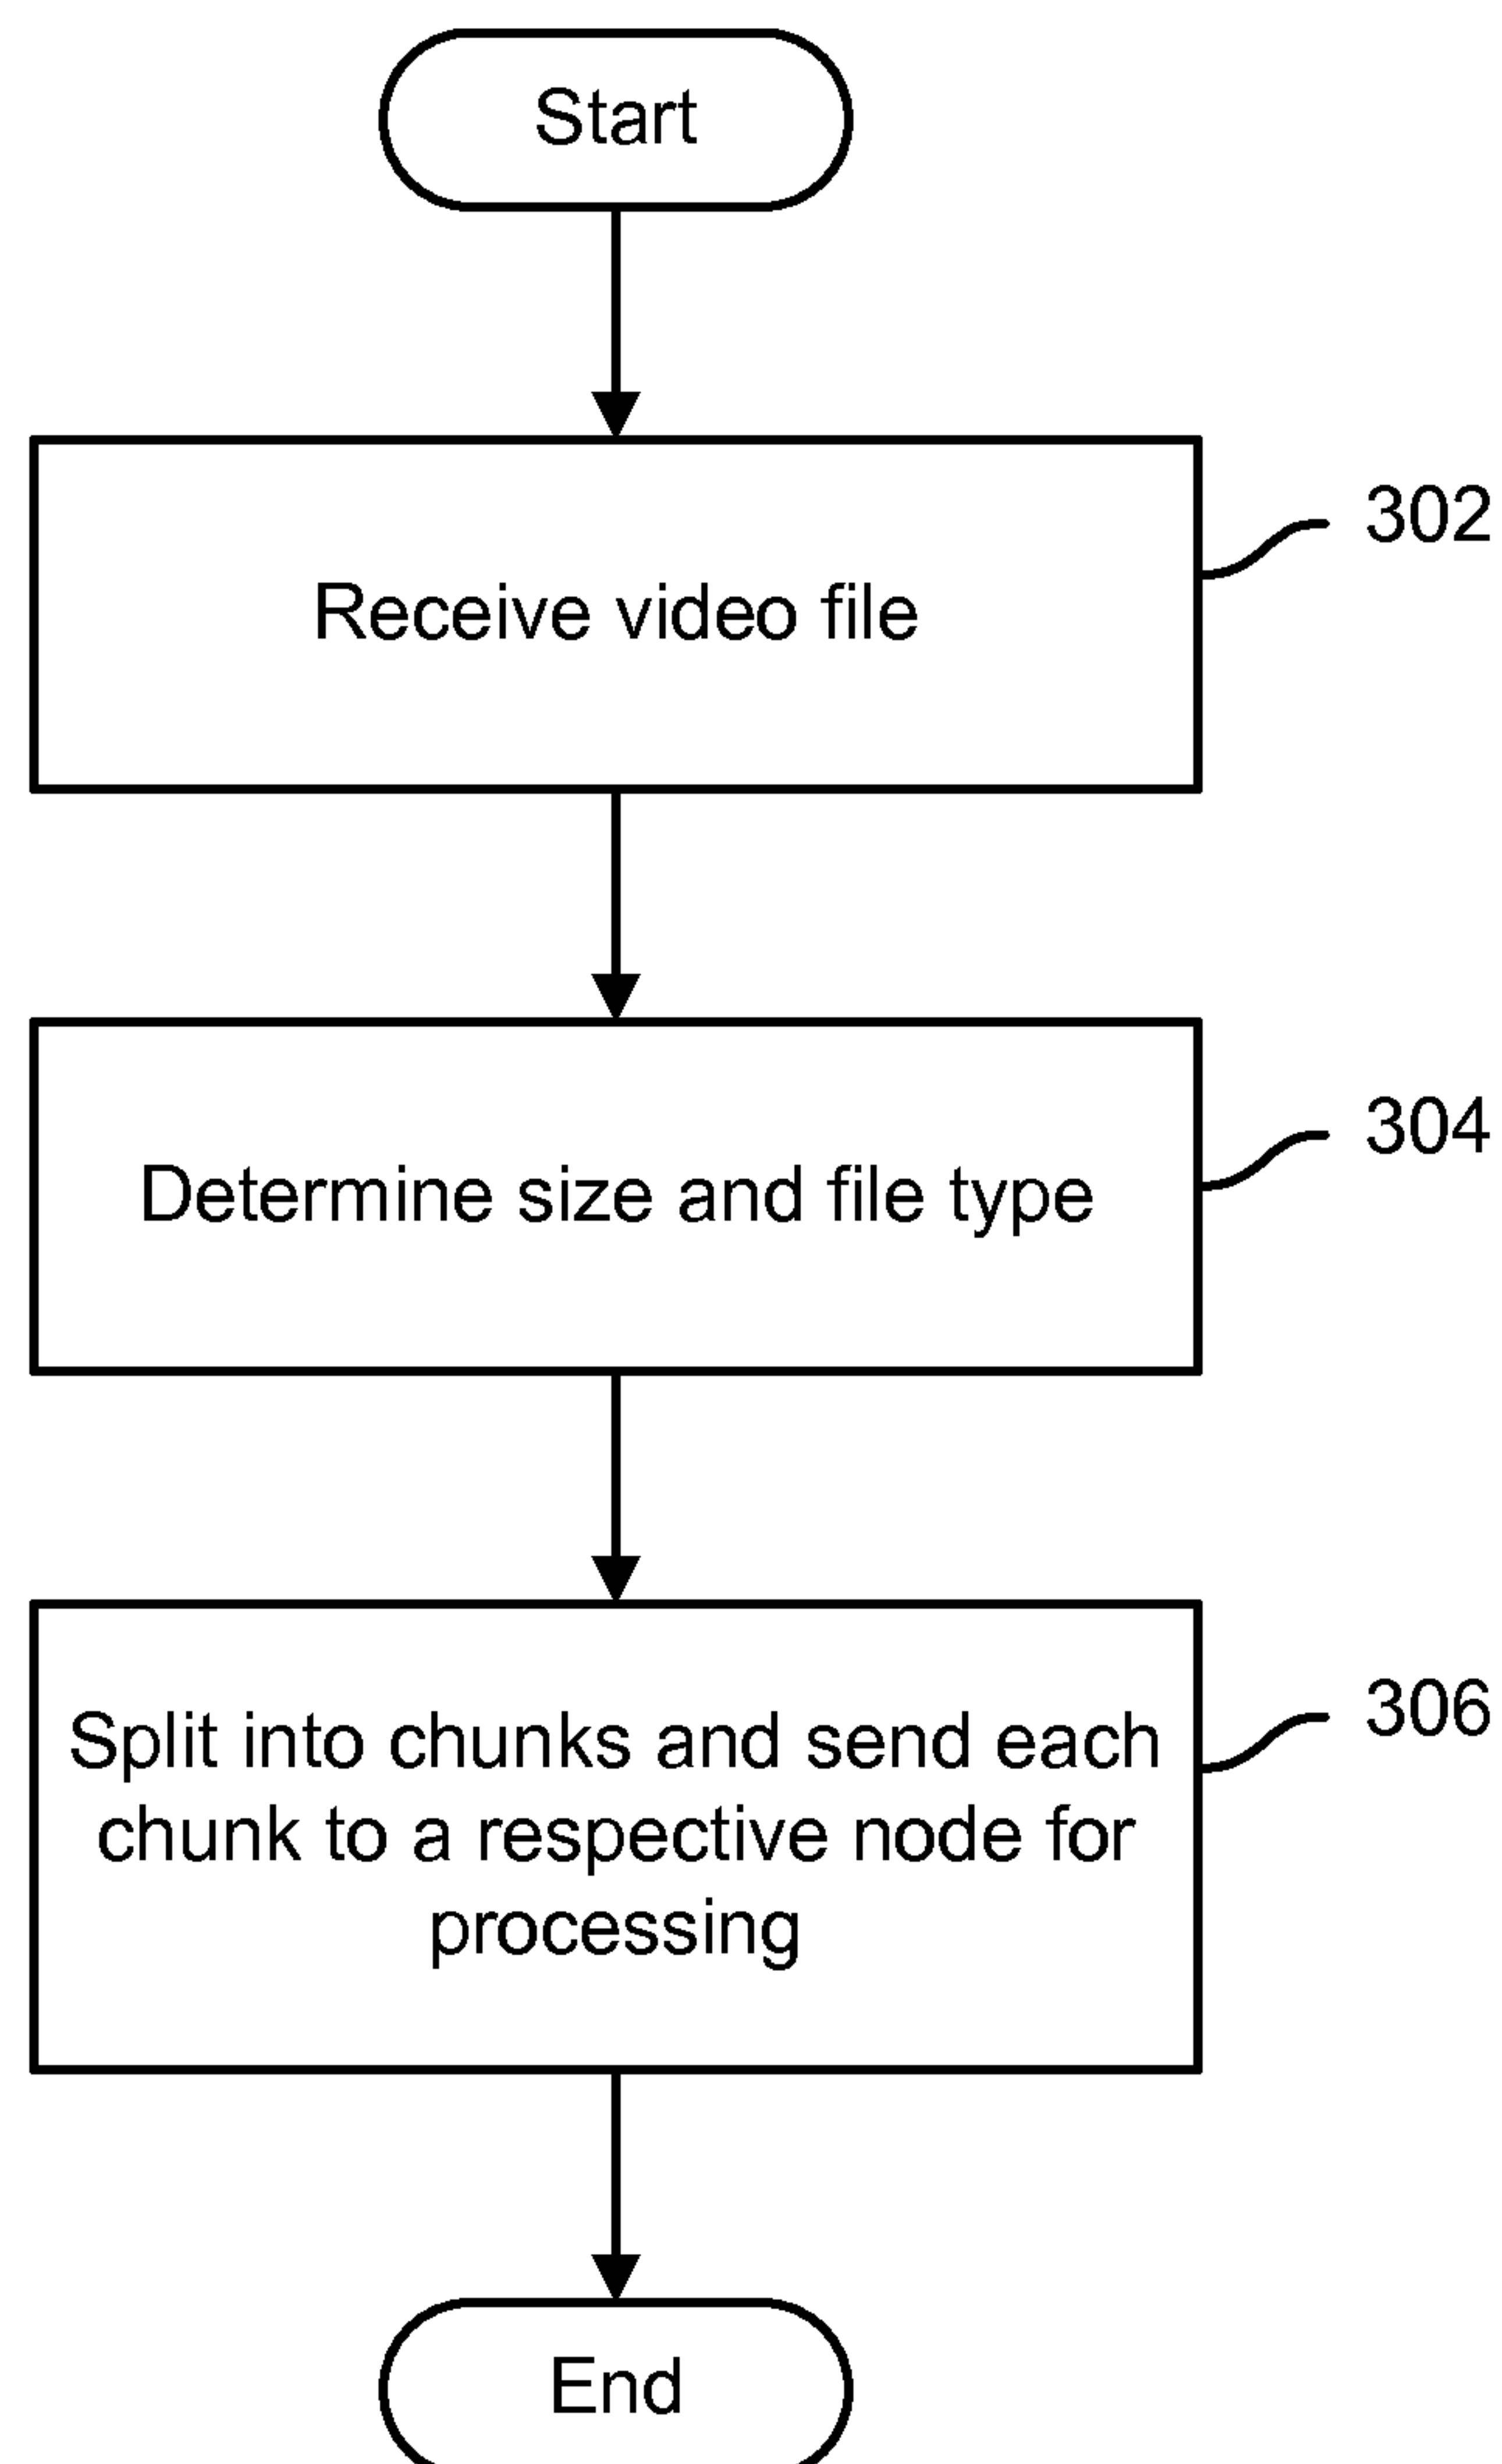 Start
302
Receive video file
304
Determine size and file type
306
Split into chunks and send each
chunk to a respective node for
processing
End